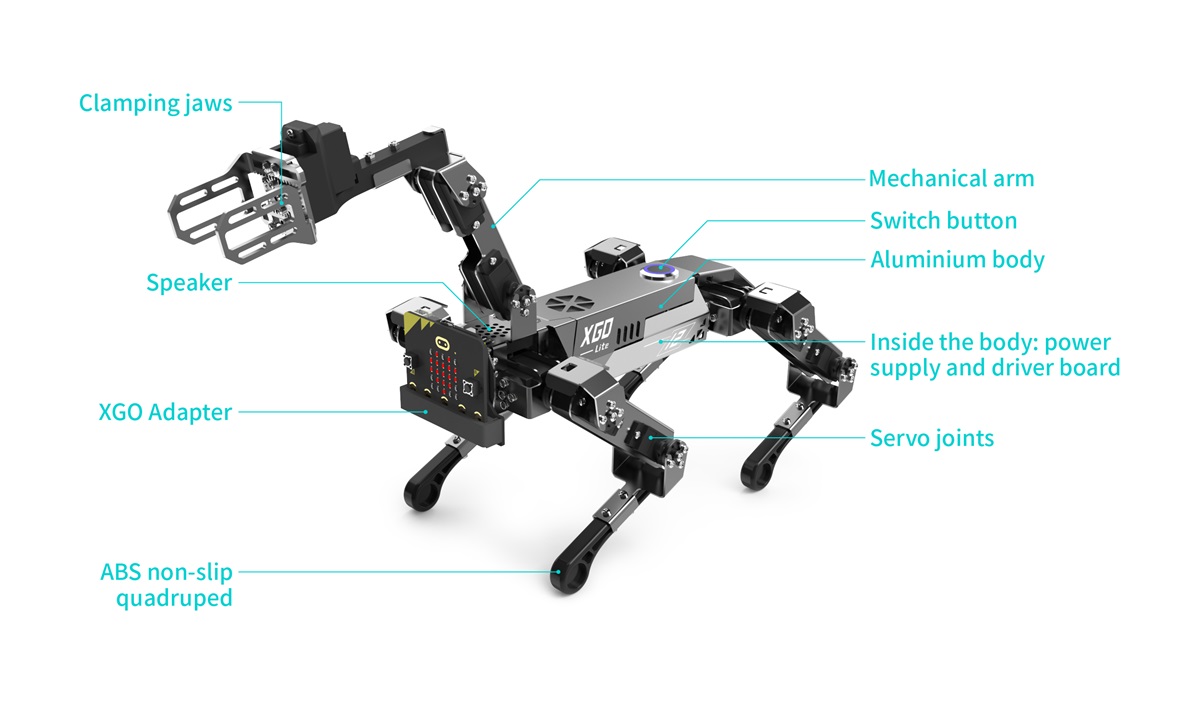 Clamping jaws
Mechanical arm
Switch button
Aluminium body
Speaker
XGO
Lite
Inside the body: power
supply and driver board
XGO Adapter
Servo joints
ABS non-slip
quadruped